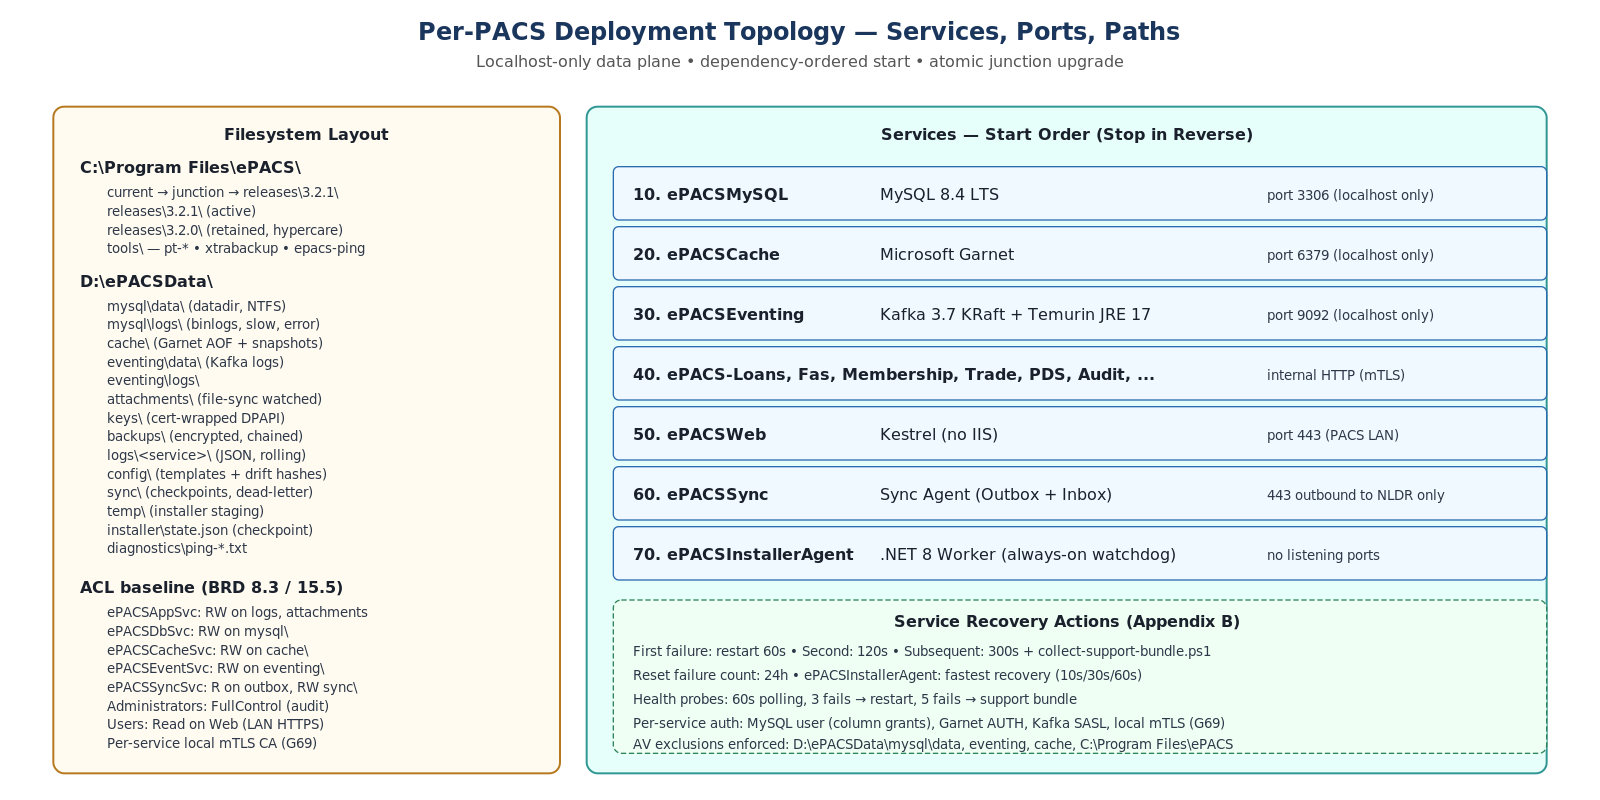 Per-PACS Deployment Topology — Services, Ports, Paths
Localhost-only data plane • dependency-ordered start • atomic junction upgrade
Filesystem Layout
C:\Program Files\ePACS\
current → junction → releases\3.2.1\
releases\3.2.1\ (active)
releases\3.2.0\ (retained, hypercare)
tools\ — pt-* • xtrabackup • epacs-ping
D:\ePACSData\
mysql\data\ (datadir, NTFS)
mysql\logs\ (binlogs, slow, error)
cache\ (Garnet AOF + snapshots)
eventing\data\ (Kafka logs)
eventing\logs\
attachments\ (file-sync watched)
keys\ (cert-wrapped DPAPI)
backups\ (encrypted, chained)
logs\<service>\ (JSON, rolling)
config\ (templates + drift hashes)
sync\ (checkpoints, dead-letter)
temp\ (installer staging)
installer\state.json (checkpoint)
diagnostics\ping-*.txt
ACL baseline (BRD 8.3 / 15.5)
ePACSAppSvc: RW on logs, attachments
ePACSDbSvc: RW on mysql\
ePACSCacheSvc: RW on cache\
ePACSEventSvc: RW on eventing\
ePACSSyncSvc: R on outbox, RW sync\
Administrators: FullControl (audit)
Users: Read on Web (LAN HTTPS)
Per-service local mTLS CA (G69)
Services — Start Order (Stop in Reverse)
10. ePACSMySQL MySQL 8.4 LTS port 3306 (localhost only)
20. ePACSCache Microsoft Garnet port 6379 (localhost only)
30. ePACSEventing Kafka 3.7 KRaft + Temurin JRE 17 port 9092 (localhost only)
40. ePACS-Loans, Fas, Membership, Trade, PDS, Audit, ... internal HTTP (mTLS)
50. ePACSWeb Kestrel (no IIS) port 443 (PACS LAN)
60. ePACSSync Sync Agent (Outbox + Inbox) 443 outbound to NLDR only
70. ePACSInstallerAgent .NET 8 Worker (always-on watchdog) no listening ports
Service Recovery Actions (Appendix B)
First failure: restart 60s • Second: 120s • Subsequent: 300s + collect-support-bundle.ps1
Reset failure count: 24h • ePACSInstallerAgent: fastest recovery (10s/30s/60s)
Health probes: 60s polling, 3 fails → restart, 5 fails → support bundle
Per-service auth: MySQL user (column grants), Garnet AUTH, Kafka SASL, local mTLS (G69)
AV exclusions enforced: D:\ePACSData\mysql\data, eventing, cache, C:\Program Files\ePACS